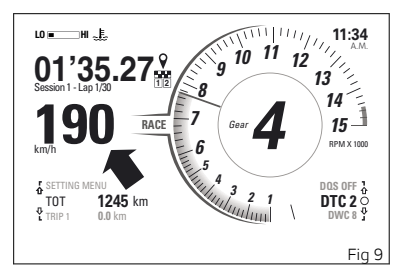 LO HI
11:34
A.M.
01'35.27
1 2
Session 1 - Lap 1/30
190
km/h
RACE
1
2
3
4
5
6
7
8
9
10
11
12
13
14
15
RPM X 1000
Gear 4
SETTING MENU
TOT 1245 km
TRIP 1 0.0 km
DQS OFF
DTC 2
DWC 8
Fig 9